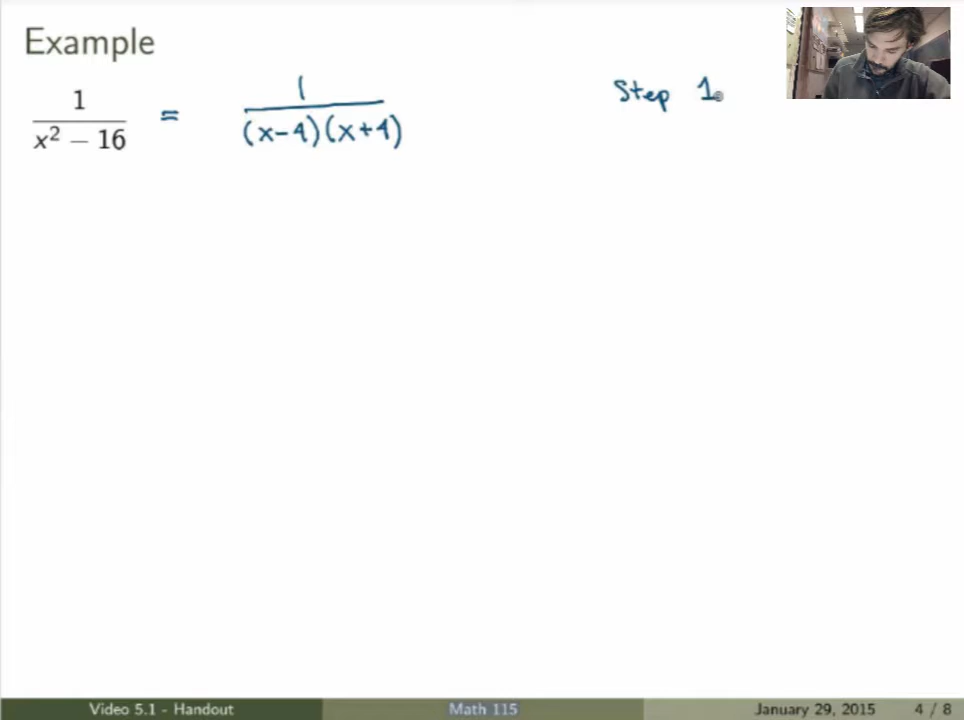 Example
1/(x² − 16) = 1/((x-4)(x+4))
Step 1
Video 5.1 - Handout
Math 115
January 29, 2015
4 / 8